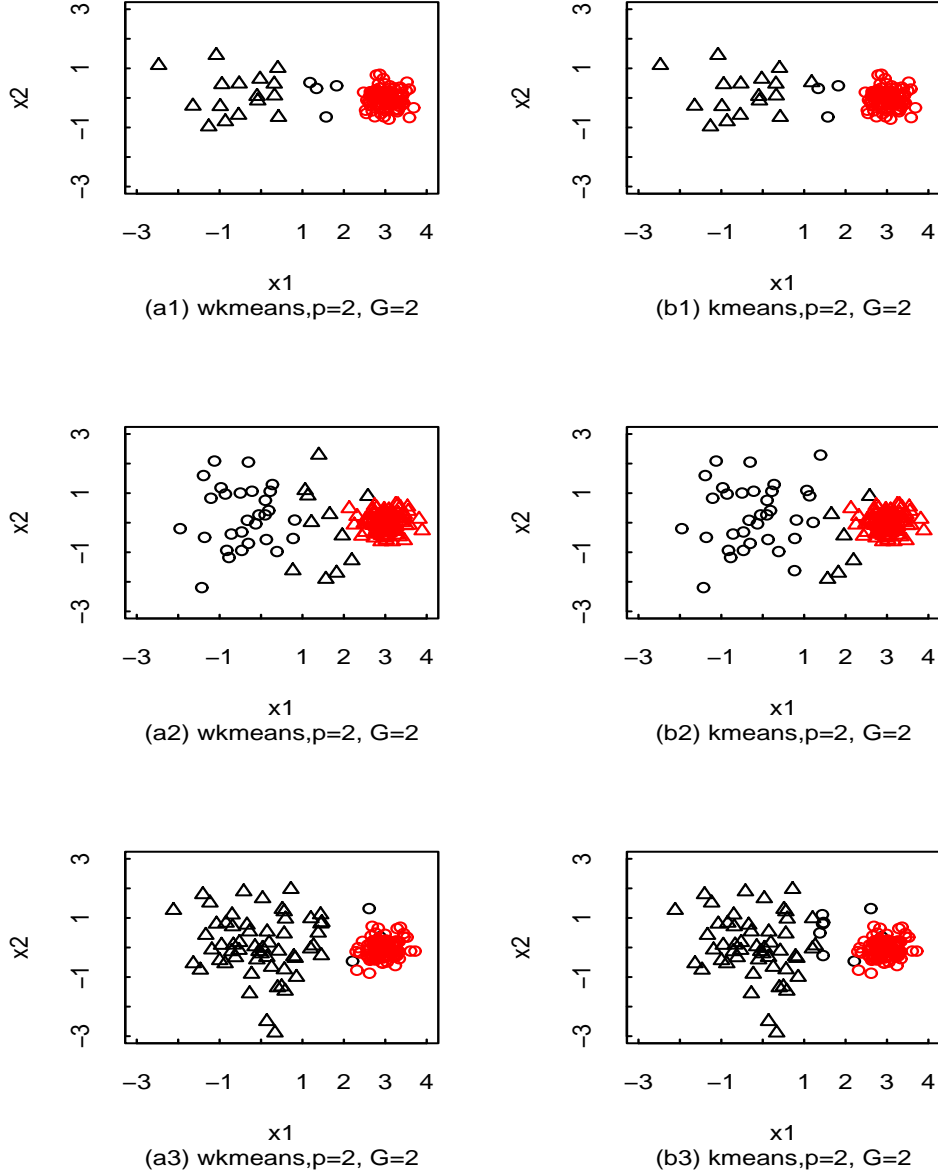 3
1
−1
−3
x2
−3 −1 1 2 3 4
x1
(a1) wkmeans,p=2, G=2
3
1
−1
−3
x2
−3 −1 1 2 3 4
x1
(b1) kmeans,p=2, G=2
3
1
−1
−3
x2
−3 −1 1 2 3 4
x1
(a2) wkmeans,p=2, G=2
3
1
−1
−3
x2
−3 −1 1 2 3 4
x1
(b2) kmeans,p=2, G=2
3
1
−1
−3
x2
−3 −1 1 2 3 4
x1
(a3) wkmeans,p=2, G=2
3
1
−1
−3
x2
−3 −1 1 2 3 4
x1
(b3) kmeans,p=2, G=2